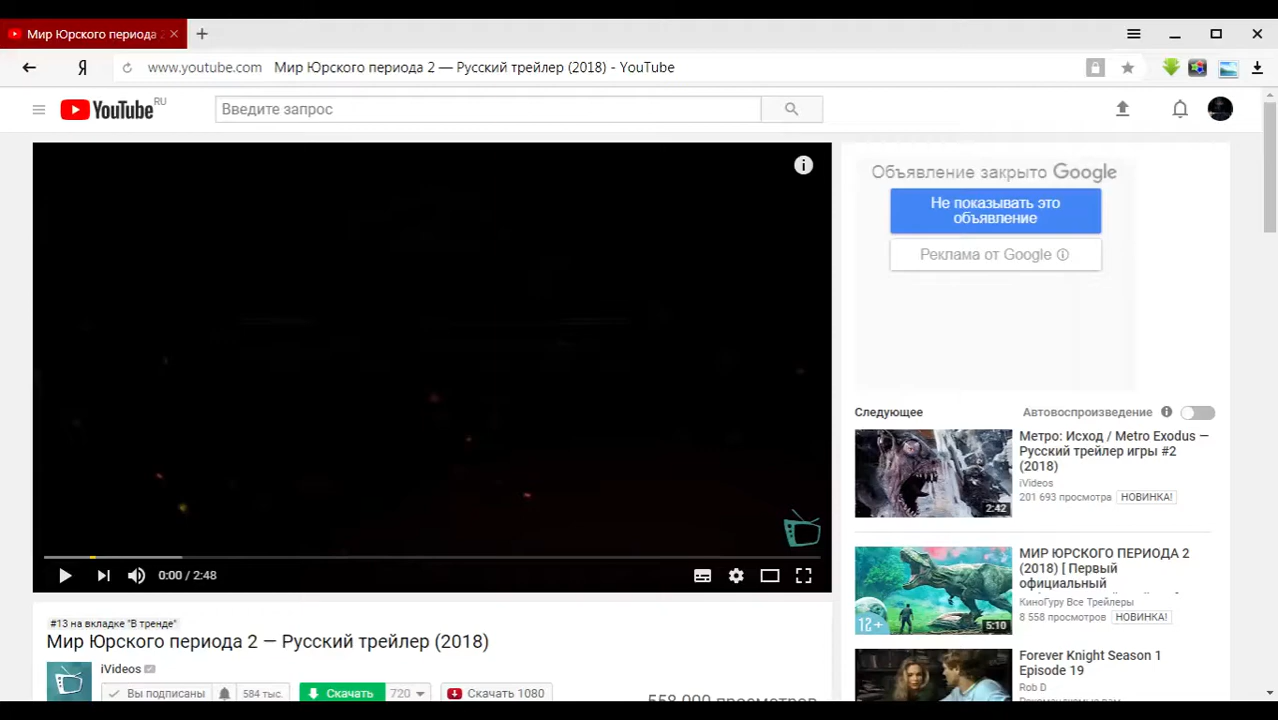 Мир Юрского периода 2
Я
www.youtube.com Мир Юрского периода 2 — Русский трейлер (2018) - YouTube
YouTube RU
Введите запрос
Объявление закрыто Google
Не показывать это
объявление
Реклама от Google
0:00 / 2:48
#13 на вкладке "В тренде"
Мир Юрского периода 2 — Русский трейлер (2018)
iVideos
Вы подписаны 584 тыс. Скачать 720 Скачать 1080
558 000 просмотров
Следующее
Автовоспроизведение
Метро: Исход / Metro Exodus —
Русский трейлер игры #2
(2018)
iVideos
201 693 просмотра НОВИНКА!
2:42
МИР ЮРСКОГО ПЕРИОДА 2
(2018) [ Первый
официальный
КиноГуру Все Трейлеры
8 558 просмотров НОВИНКА!
12+
5:10
Forever Knight Season 1
Episode 19
Rob D